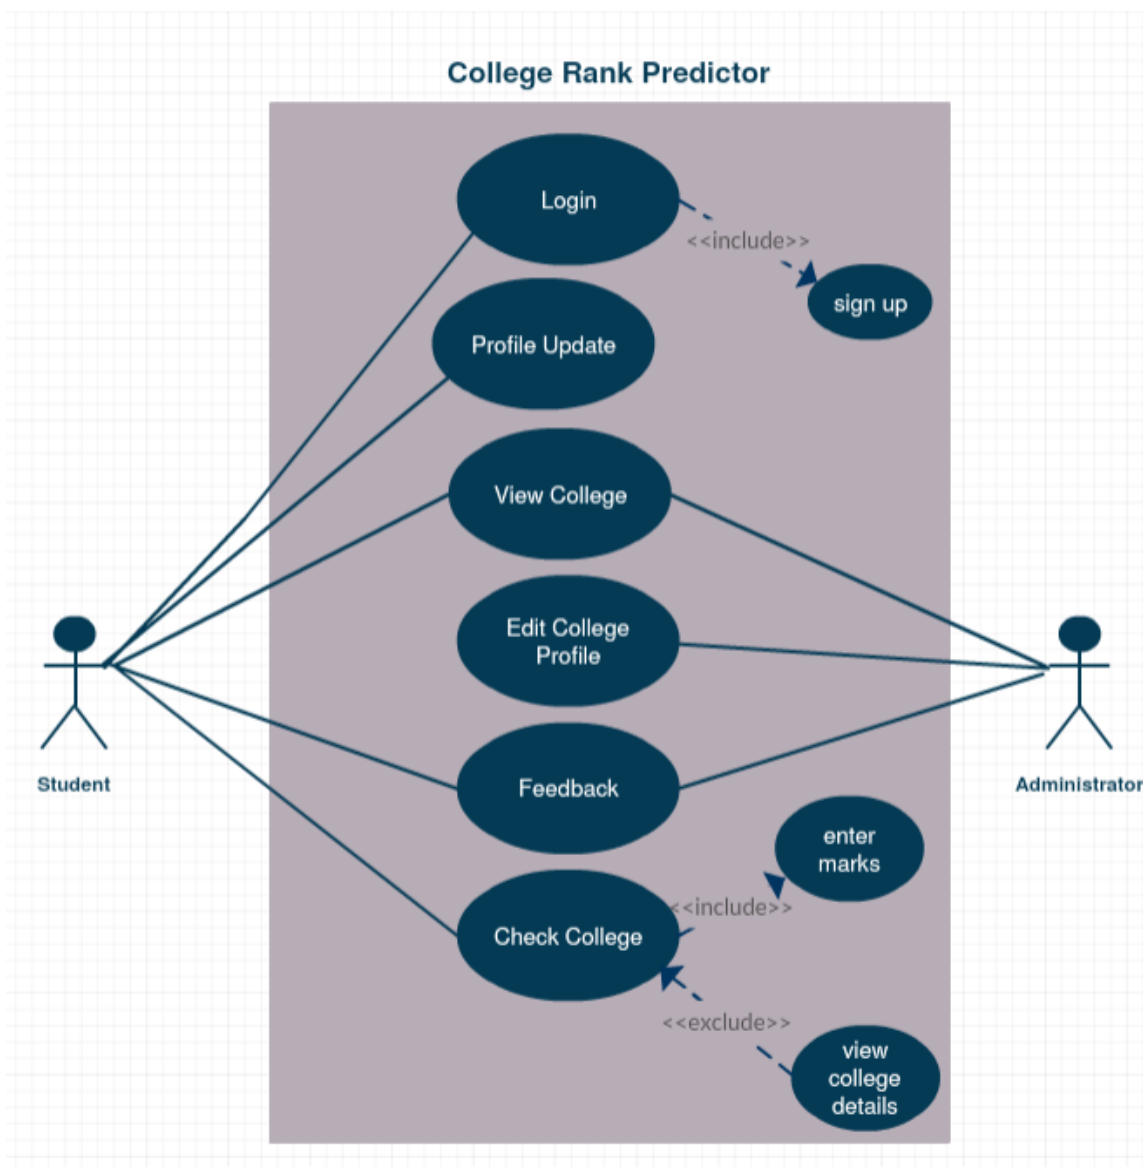 College Rank Predictor
Login
<<include>>
sign up
Profile Update
View College
Edit College
Profile
Student
Administrator
Feedback
enter
marks
<<include>>
Check College
<<exclude>>
view
college
details